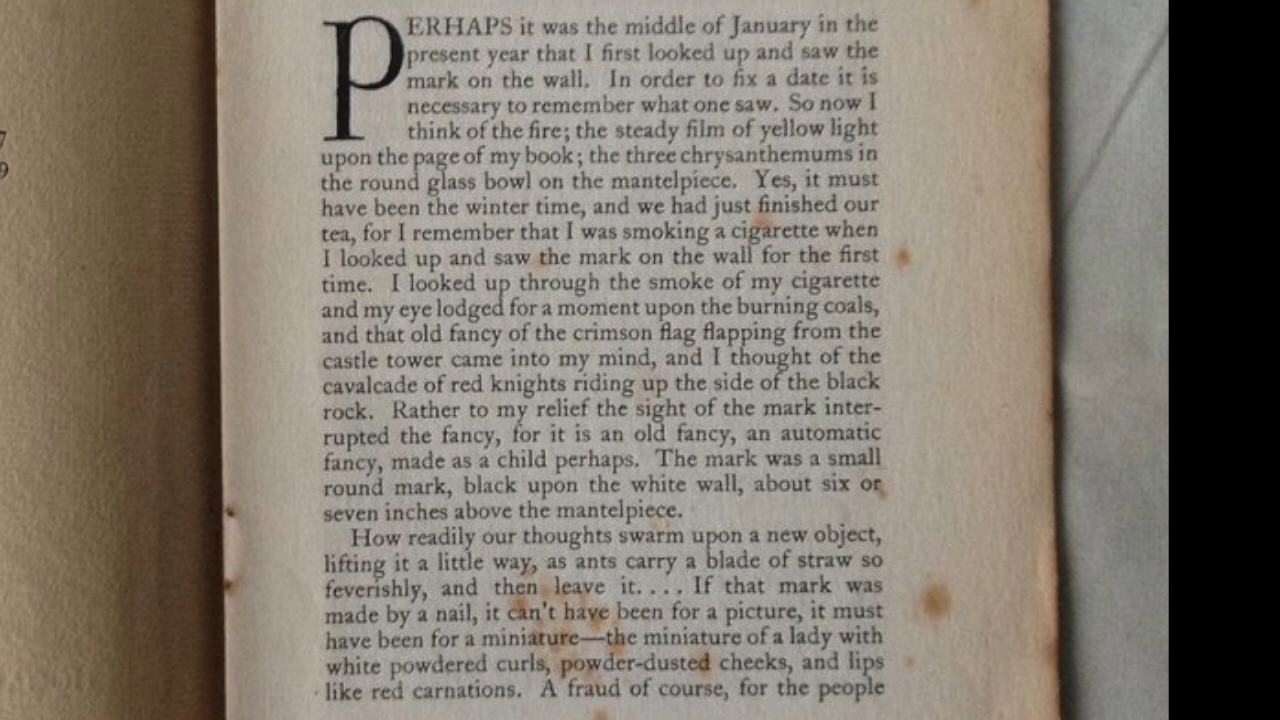 7
9
PERHAPS it was the middle of January in the
present year that I first looked up and saw the
mark on the wall. In order to fix a date it is
necessary to remember what one saw. So now I
think of the fire; the steady film of yellow light
upon the page of my book; the three chrysanthemums in
the round glass bowl on the mantelpiece. Yes, it must
have been the winter time, and we had just finished our
tea, for I remember that I was smoking a cigarette when
I looked up and saw the mark on the wall for the first
time. I looked up through the smoke of my cigarette
and my eye lodged for a moment upon the burning coals,
and that old fancy of the crimson flag flapping from the
castle tower came into my mind, and I thought of the
cavalcade of red knights riding up the side of the black
rock. Rather to my relief the sight of the mark inter-
rupted the fancy, for it is an old fancy, an automatic
fancy, made as a child perhaps. The mark was a small
round mark, black upon the white wall, about six or
seven inches above the mantelpiece.
How readily our thoughts swarm upon a new object,
lifting it a little way, as ants carry a blade of straw so
feverishly, and then leave it. . . . If that mark was
made by a nail, it can't have been for a picture, it must
have been for a miniature—the miniature of a lady with
white powdered curls, powder-dusted cheeks, and lips
like red carnations. A fraud of course, for the people